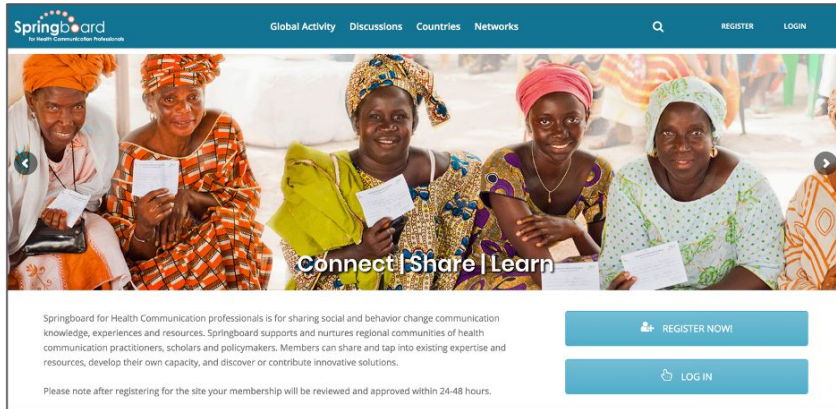 Springboard
for Health Communication Professionals
Global Activity Discussions Countries Networks
REGISTER LOGIN
Connect | Share | Learn
Springboard for Health Communication professionals is for sharing social and behavior change communication
knowledge, experiences and resources. Springboard supports and nurtures regional communities of health
communication practitioners, scholars and policymakers. Members can share and tap into existing expertise and
resources, develop their own capacity, and discover or contribute innovative solutions.
Please note after registering for the site your membership will be reviewed and approved within 24-48 hours.
REGISTER NOW!
LOG IN